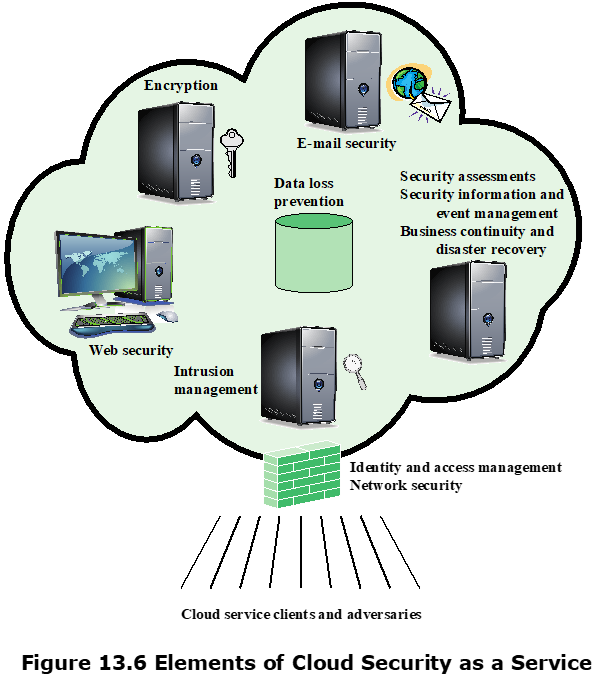 Encryption
E-mail security
Data loss
prevention
Security assessments
Security information and
event management
Business continuity and
disaster recovery
Web security
Intrusion
management
Identity and access management
Network security
Cloud service clients and adversaries
Figure 13.6 Elements of Cloud Security as a Service